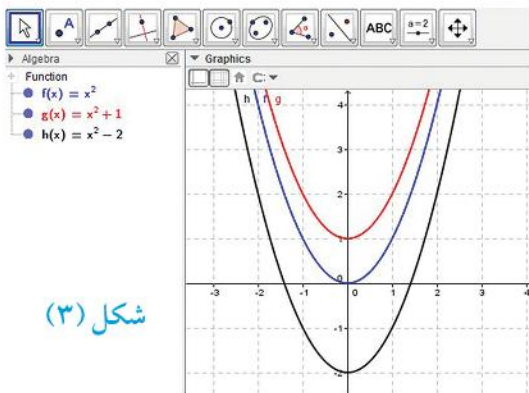 A
ABC
a=2
Algebra
Graphics
Function
f(x) = x² 
g(x) = x² + 1
h(x) = x² − 2
h f g
4
3
2
1
0
-3 -2 -1 0 1 2 3 4
-1
-2
شكل (٣)